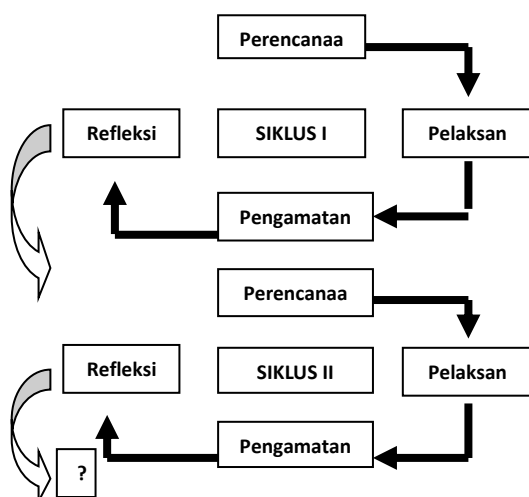 Perencanaa
Refleksi
SIKLUS I
Pelaksan
Pengamatan
Perencanaa
Refleksi
SIKLUS II
Pelaksan
Pengamatan
?